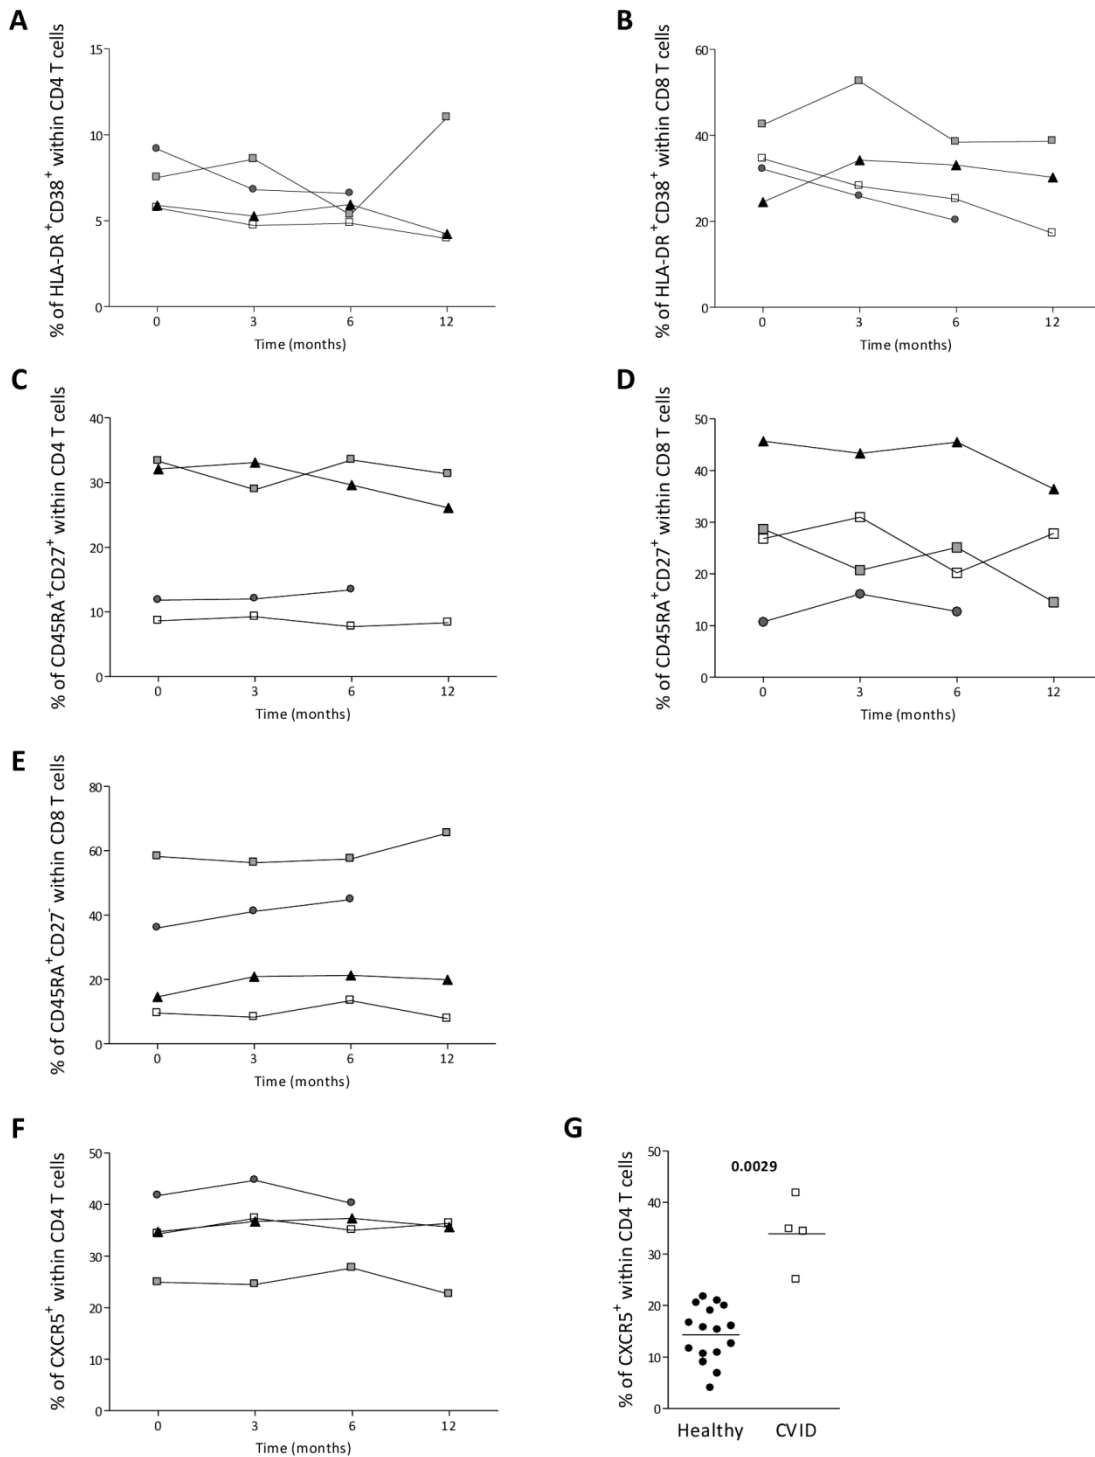 A
% of HLA-DR⁺CD38⁺ within CD4 T cells
15
10
5
0
0 3 6 12
Time (months)
B
% of HLA-DR⁺CD38⁺ within CD8 T cells
60
40
20
0
0 3 6 12
Time (months)
C
% of CD45RA⁺CD27⁺ within CD4 T cells
40
30
20
10
0
0 3 6 12
Time (months)
D
% of CD45RA⁺CD27⁺ within CD8 T cells
50
40
30
20
10
0
0 3 6 12
Time (months)
E
% of CD45RA⁺CD27⁻ within CD8 T cells
80
60
40
20
0
0 3 6 12
Time (months)
F
% of CXCR5⁺ within CD4 T cells
50
40
30
20
10
0
0 3 6 12
Time (months)
G
% of CXCR5⁺ within CD4 T cells
50
40
30
20
10
0
0.0029
Healthy CVID